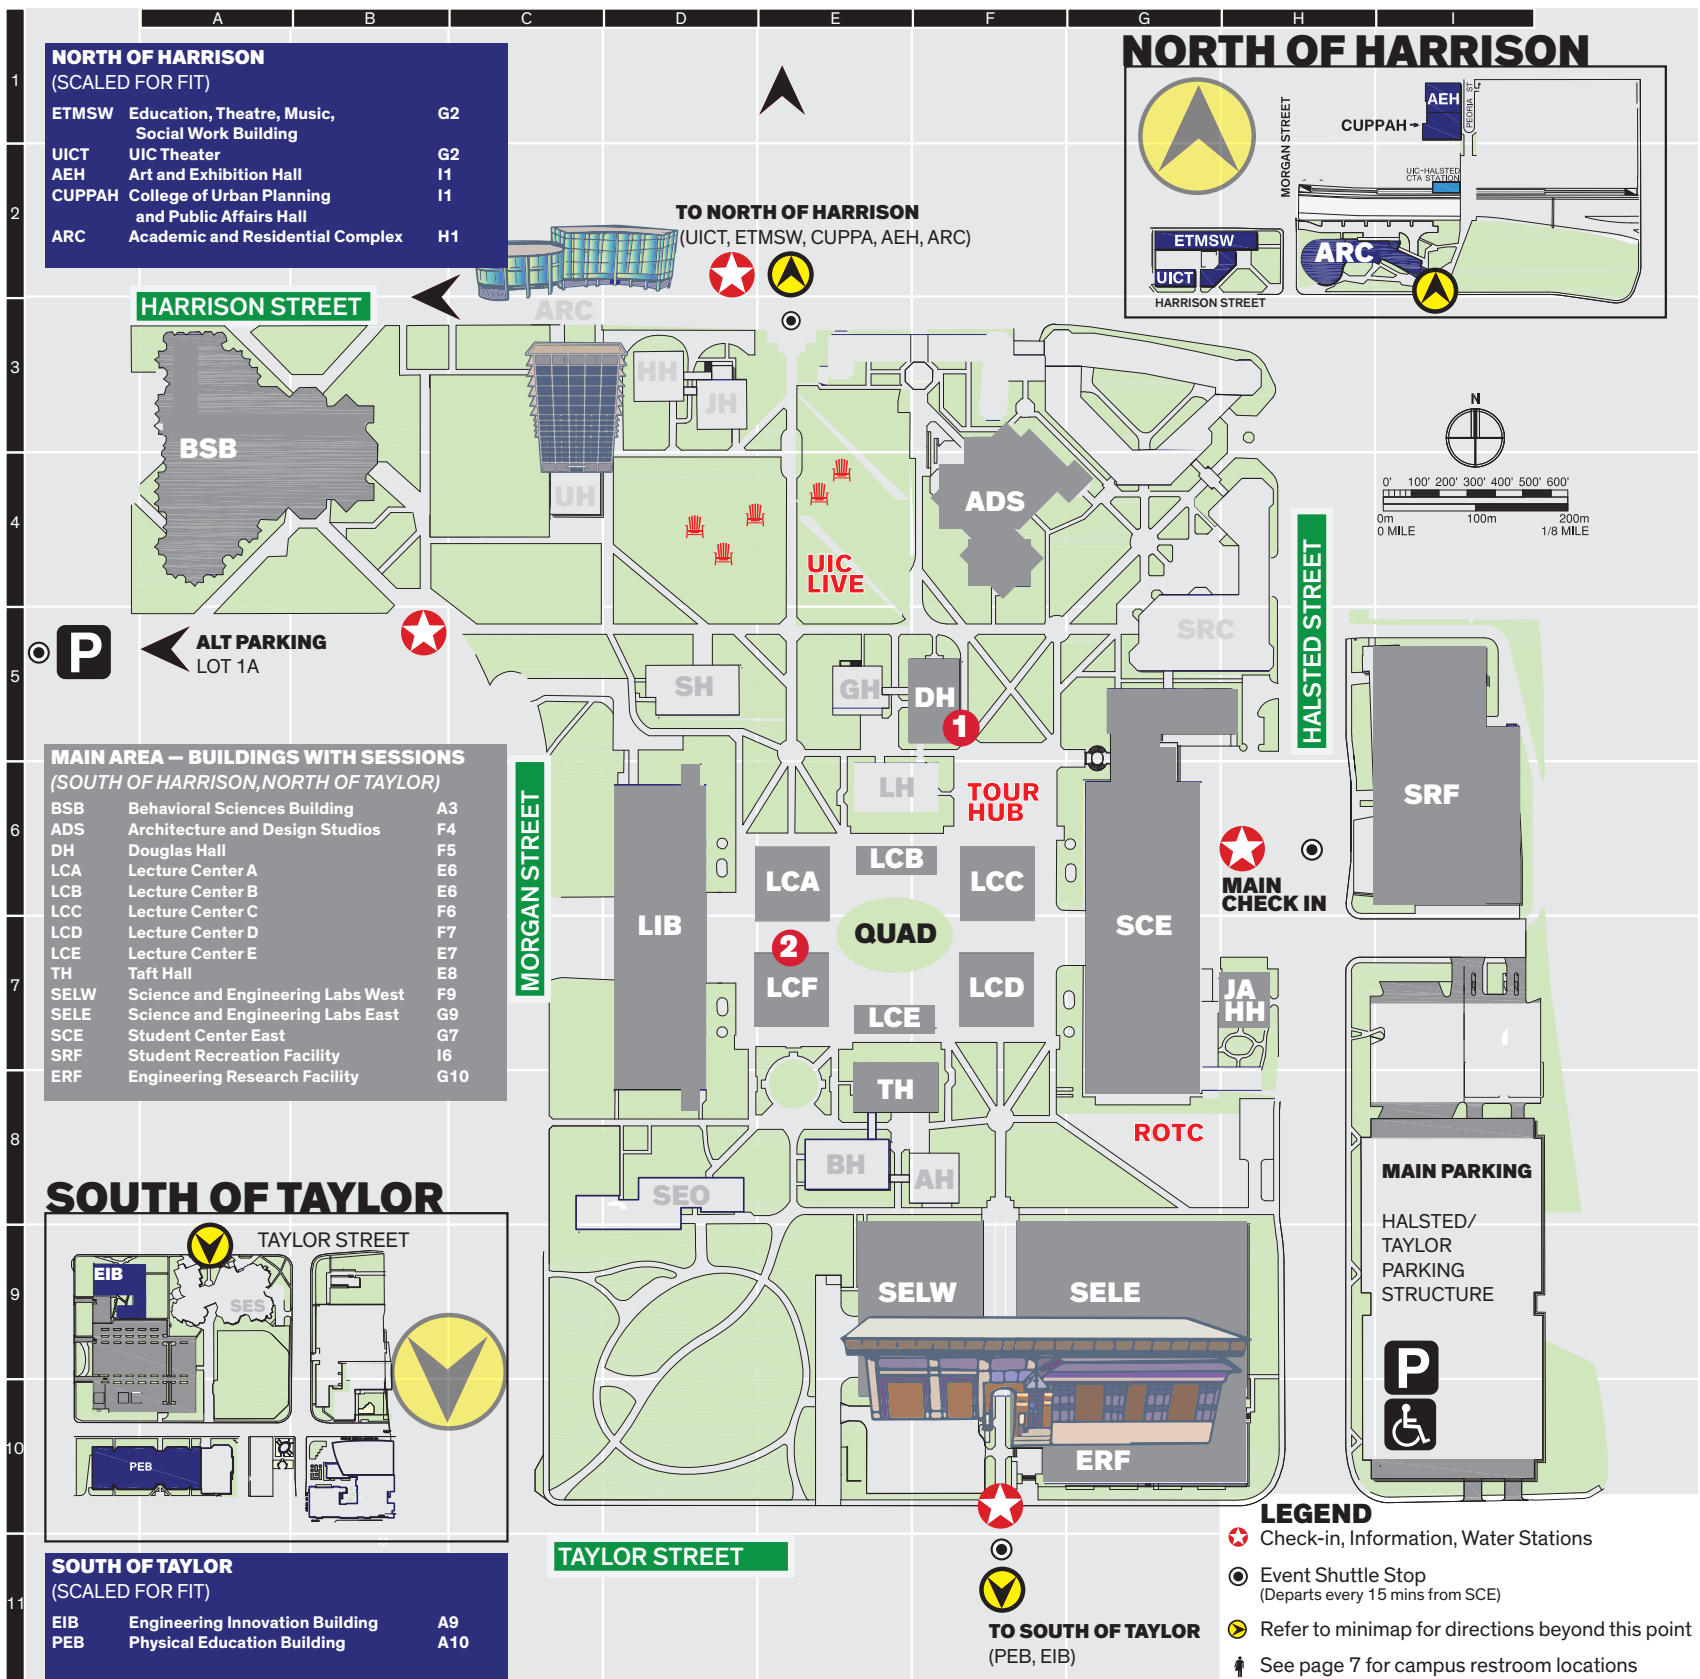 A B C D E F G H I
1
2
3
4
5
6
7
8
9
10
11
NORTH OF HARRISON
(SCALED FOR FIT)
ETMSW Education, Theatre, Music, Social Work Building G2
UICT UIC Theater G2
AEH Art and Exhibition Hall I1
CUPPAH College of Urban Planning and Public Affairs Hall I1
ARC Academic and Residential Complex H1
NORTH OF HARRISON
MORGAN STREET
AEH
CUPPAH
PEORIA ST
UIC-HALSTED
CTA STATION
ETMSW
UICT
ARC
HARRISON STREET
TO NORTH OF HARRISON
(UICT, ETMSW, CUPPA, AEH, ARC)
HARRISON STREET
ARC
HH
JH
BSB
UH
ADS
UIC
LIVE
N
0' 100' 200' 300' 400' 500' 600'
0m 100m 200m
0 MILE 1/8 MILE
HALSTED STREET
P
ALT PARKING
LOT 1A
SRC
SH
GH
DH
1
MAIN AREA – BUILDINGS WITH SESSIONS
(SOUTH OF HARRISON,NORTH OF TAYLOR)
BSB Behavioral Sciences Building A3
ADS Architecture and Design Studios F4
DH Douglas Hall F5
LCA Lecture Center A E6
LCB Lecture Center B E6
LCC Lecture Center C F6
LCD Lecture Center D F7
LCE Lecture Center E E7
TH Taft Hall E8
SELW Science and Engineering Labs West F9
SELE Science and Engineering Labs East G9
SCE Student Center East G7
SRF Student Recreation Facility I6
ERF Engineering Research Facility G10
MORGAN STREET
LH
TOUR
HUB
SRF
LCA
LCB
LCC
MAIN
CHECK IN
LIB
QUAD
SCE
2
LCF
LCD
LCE
JA
HH
TH
ROTC
BH
AH
SEO
MAIN PARKING
HALSTED/
TAYLOR
PARKING
STRUCTURE
P
SOUTH OF TAYLOR
TAYLOR STREET
EIB
SES
PEB
SELW
SELE
ERF
TAYLOR STREET
SOUTH OF TAYLOR
(SCALED FOR FIT)
EIB Engineering Innovation Building A9
PEB Physical Education Building A10
TO SOUTH OF TAYLOR
(PEB, EIB)
LEGEND
Check-in, Information, Water Stations
Event Shuttle Stop
(Departs every 15 mins from SCE)
Refer to minimap for directions beyond this point
See page 7 for campus restroom locations